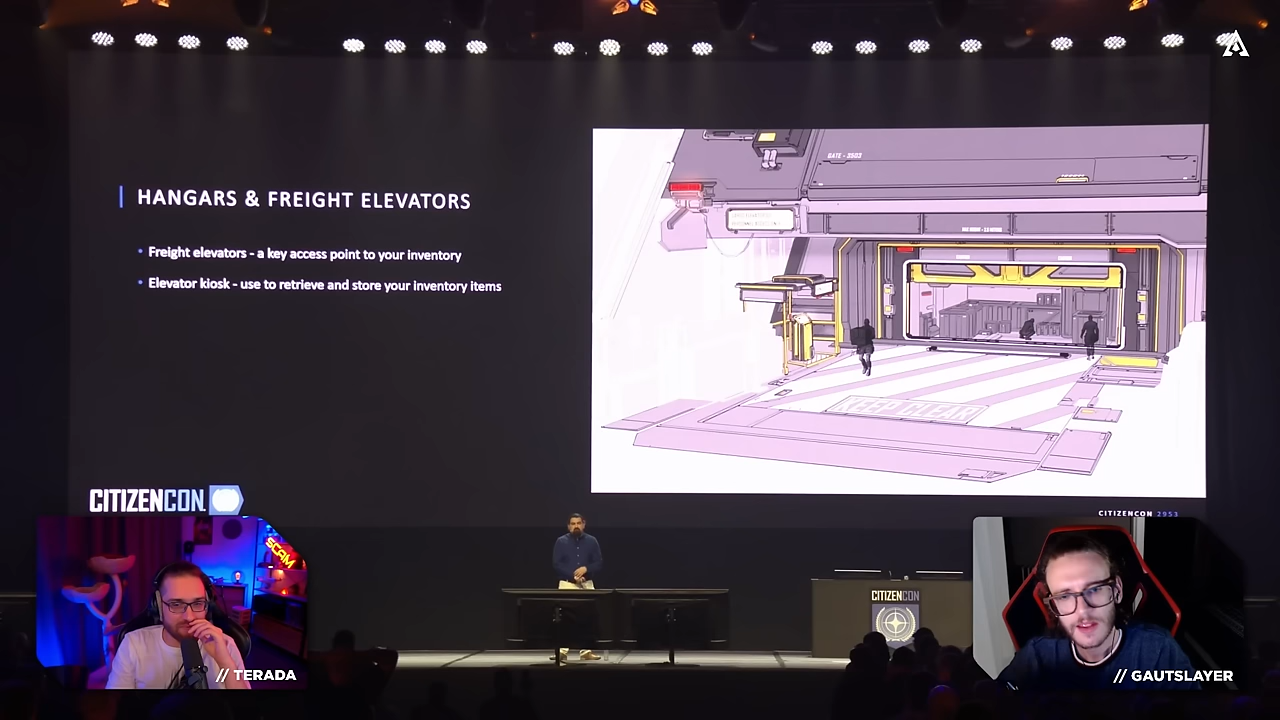 HANGARS & FREIGHT ELEVATORS
• Freight elevators - a key access point to your inventory
• Elevator kiosk - use to retrieve and store your inventory items
GATE - 3503
KEEP CLEAR
CITIZENCON
CITIZENCON 2953
SCAM
CITIZENCON
// TERADA
// GAUTSLAYER